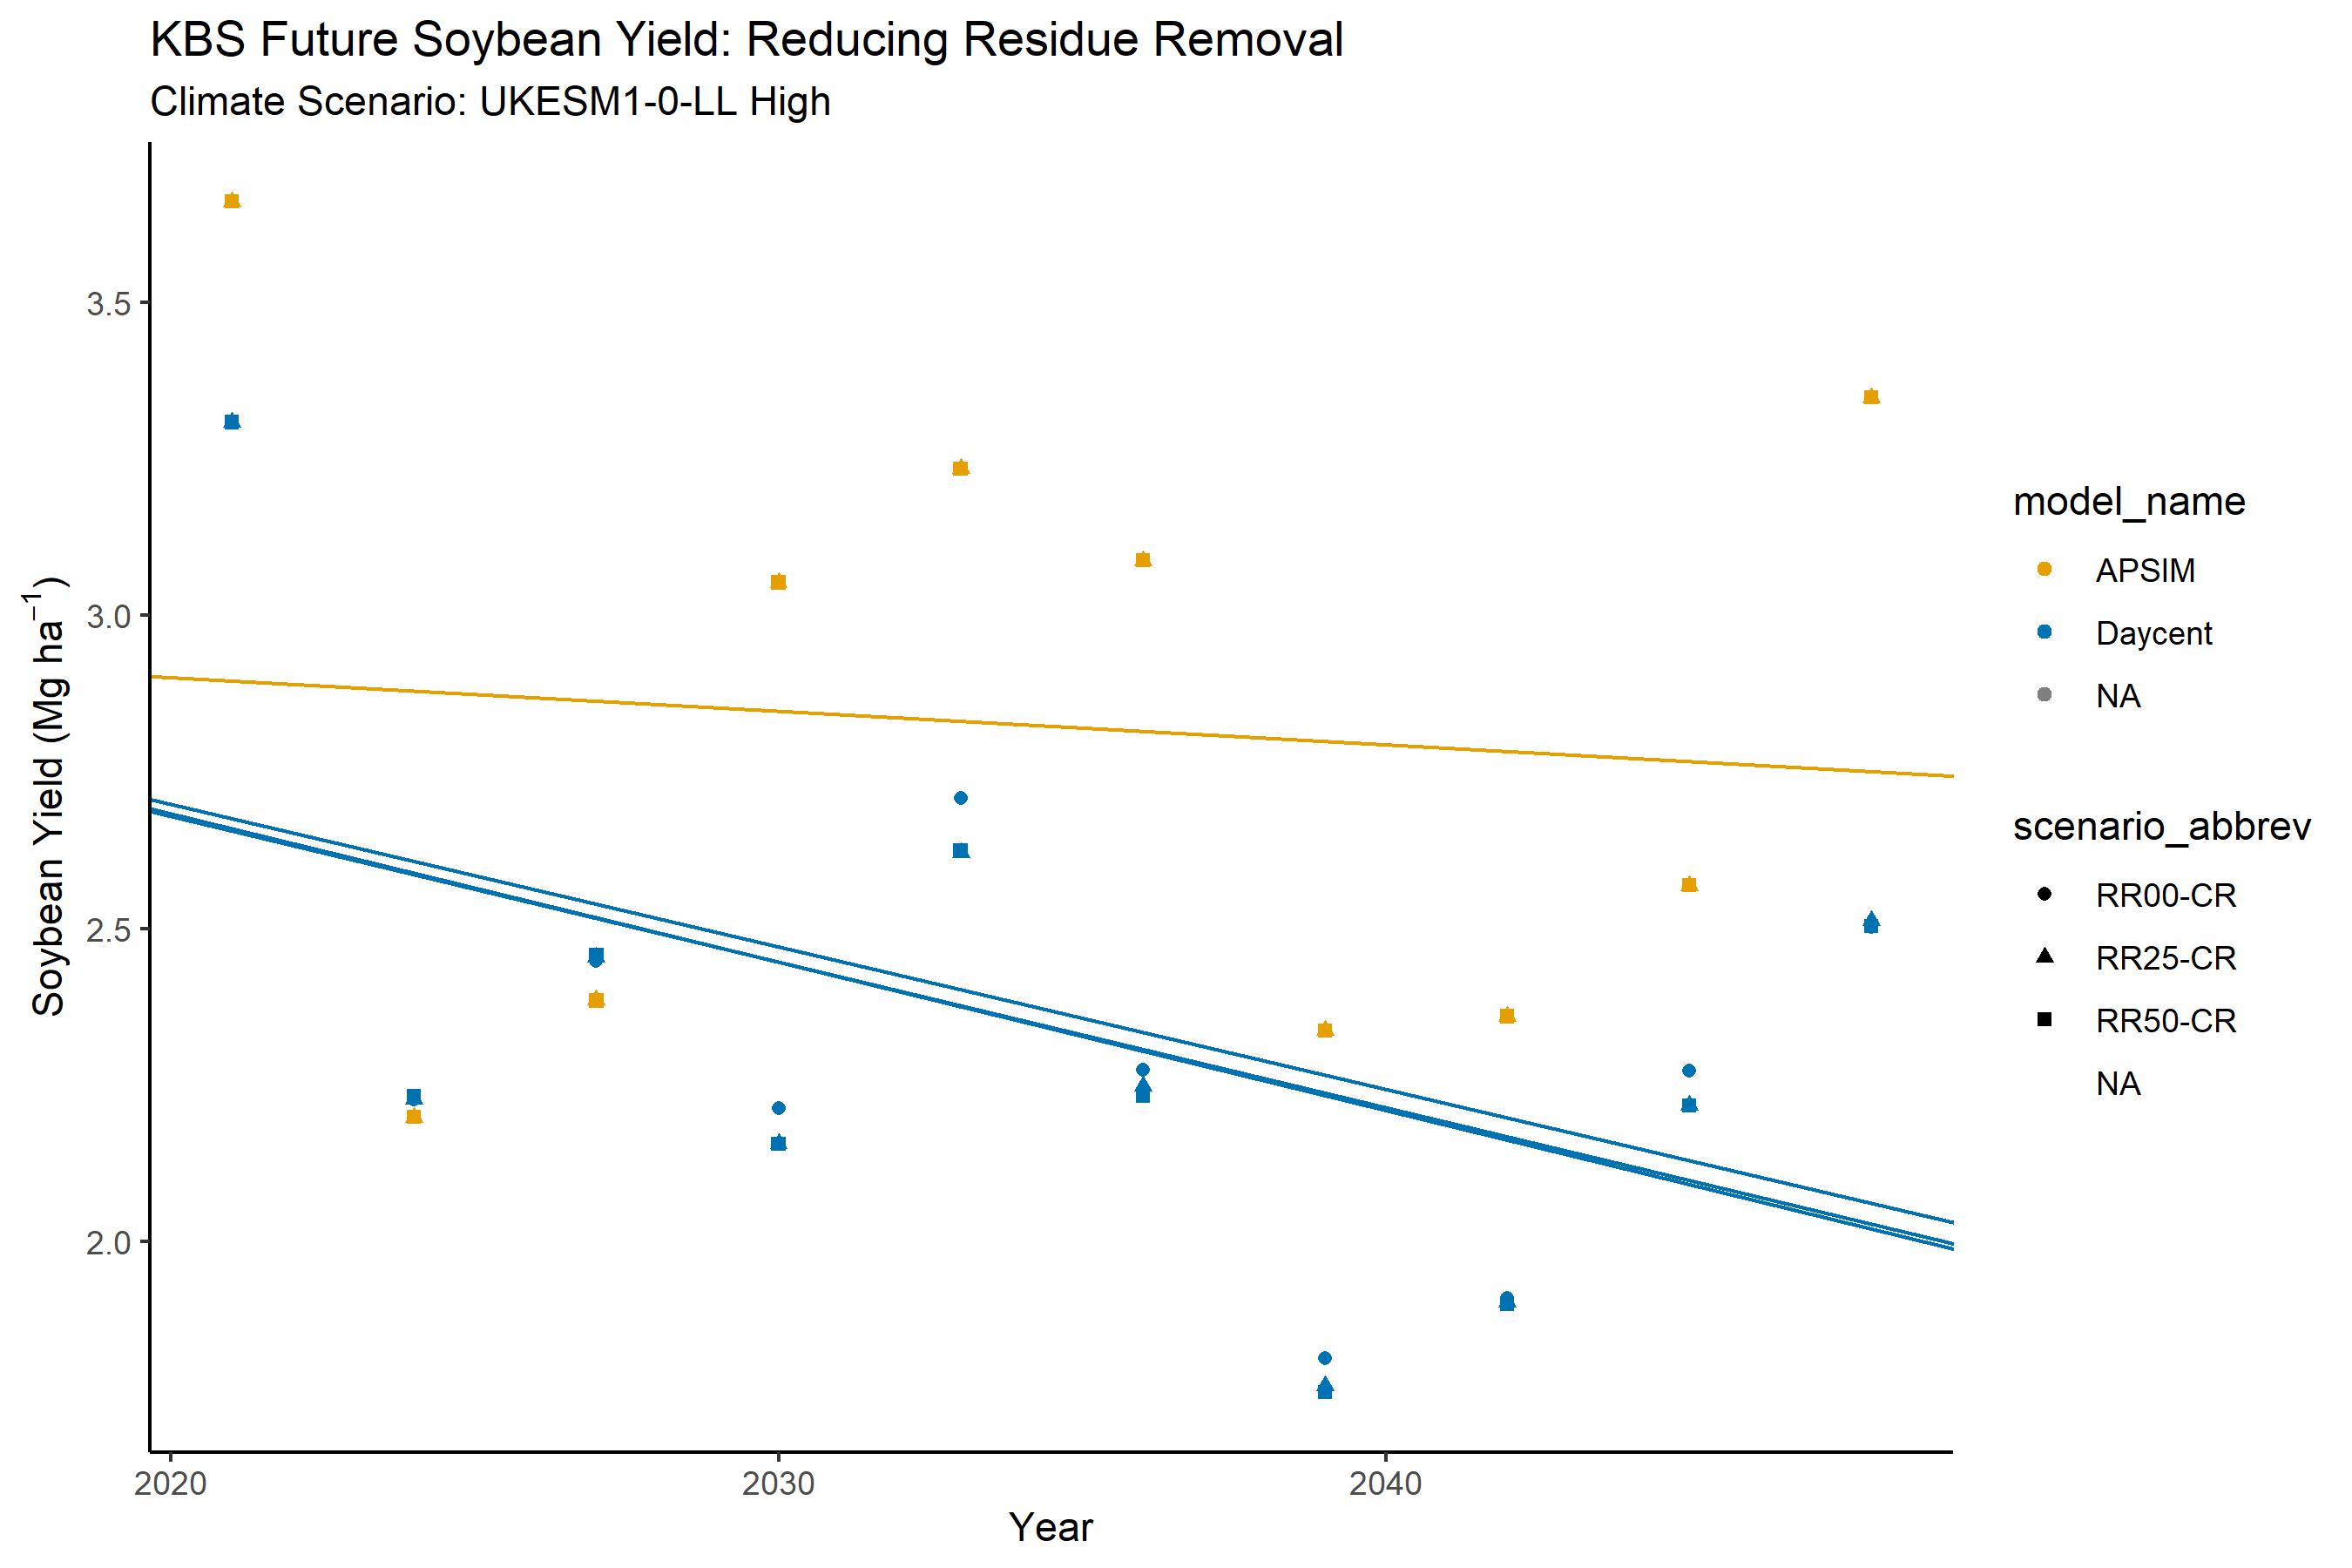 KBS Future Soybean Yield: Reducing Residue Removal
Climate Scenario: UKESM1-0-LL High
Soybean Yield (Mg ha⁻¹)
3.5
3.0
2.5
2.0
2020
2030
2040
Year
model_name
APSIM
Daycent
NA
scenario_abbrev
RR00-CR
RR25-CR
RR50-CR
NA